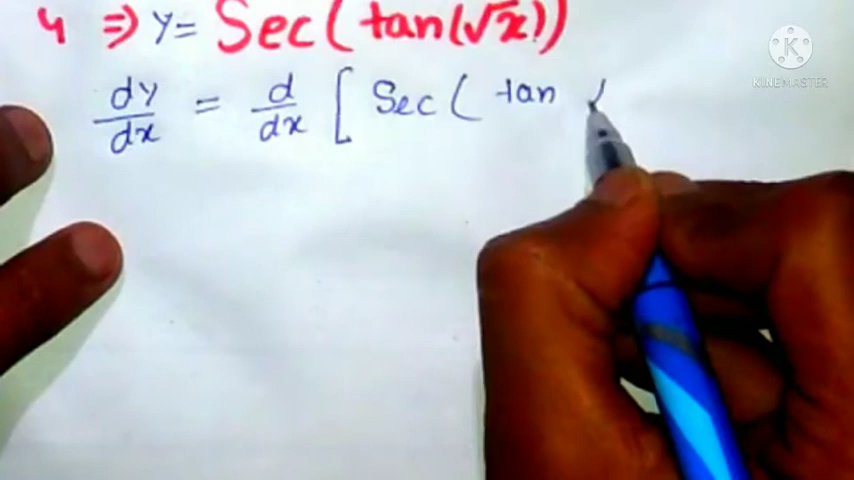 4 ⇒ y = Sec(tan(√x))
dy/dx = d/dx [ Sec( tan (
KINEMASTER